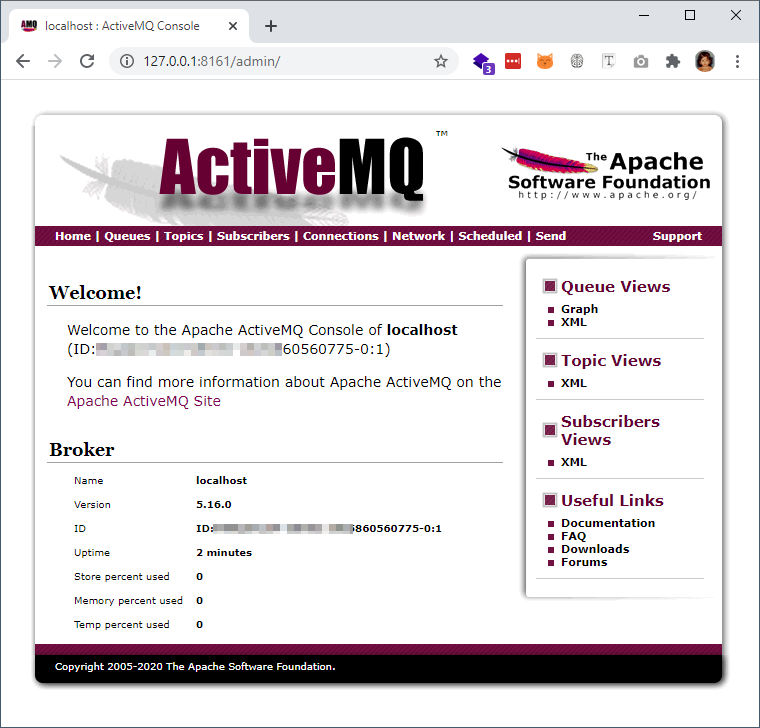 localhost : ActiveMQ Console
127.0.0.1:8161/admin/
3
ActiveMQ ™
The Apache
Software Foundation
http://www.apache.org/
Home | Queues | Topics | Subscribers | Connections | Network | Scheduled | Send
Support
Welcome!
Welcome to the Apache ActiveMQ Console of localhost
(ID: 60560775-0:1)
You can find more information about Apache ActiveMQ on the
Apache ActiveMQ Site
Broker
Name localhost
Version 5.16.0
ID ID: 860560775-0:1
Uptime 2 minutes
Store percent used 0
Memory percent used 0
Temp percent used 0
Queue Views
Graph
XML
Topic Views
XML
Subscribers
Views
XML
Useful Links
Documentation
FAQ
Downloads
Forums
Copyright 2005-2020 The Apache Software Foundation.